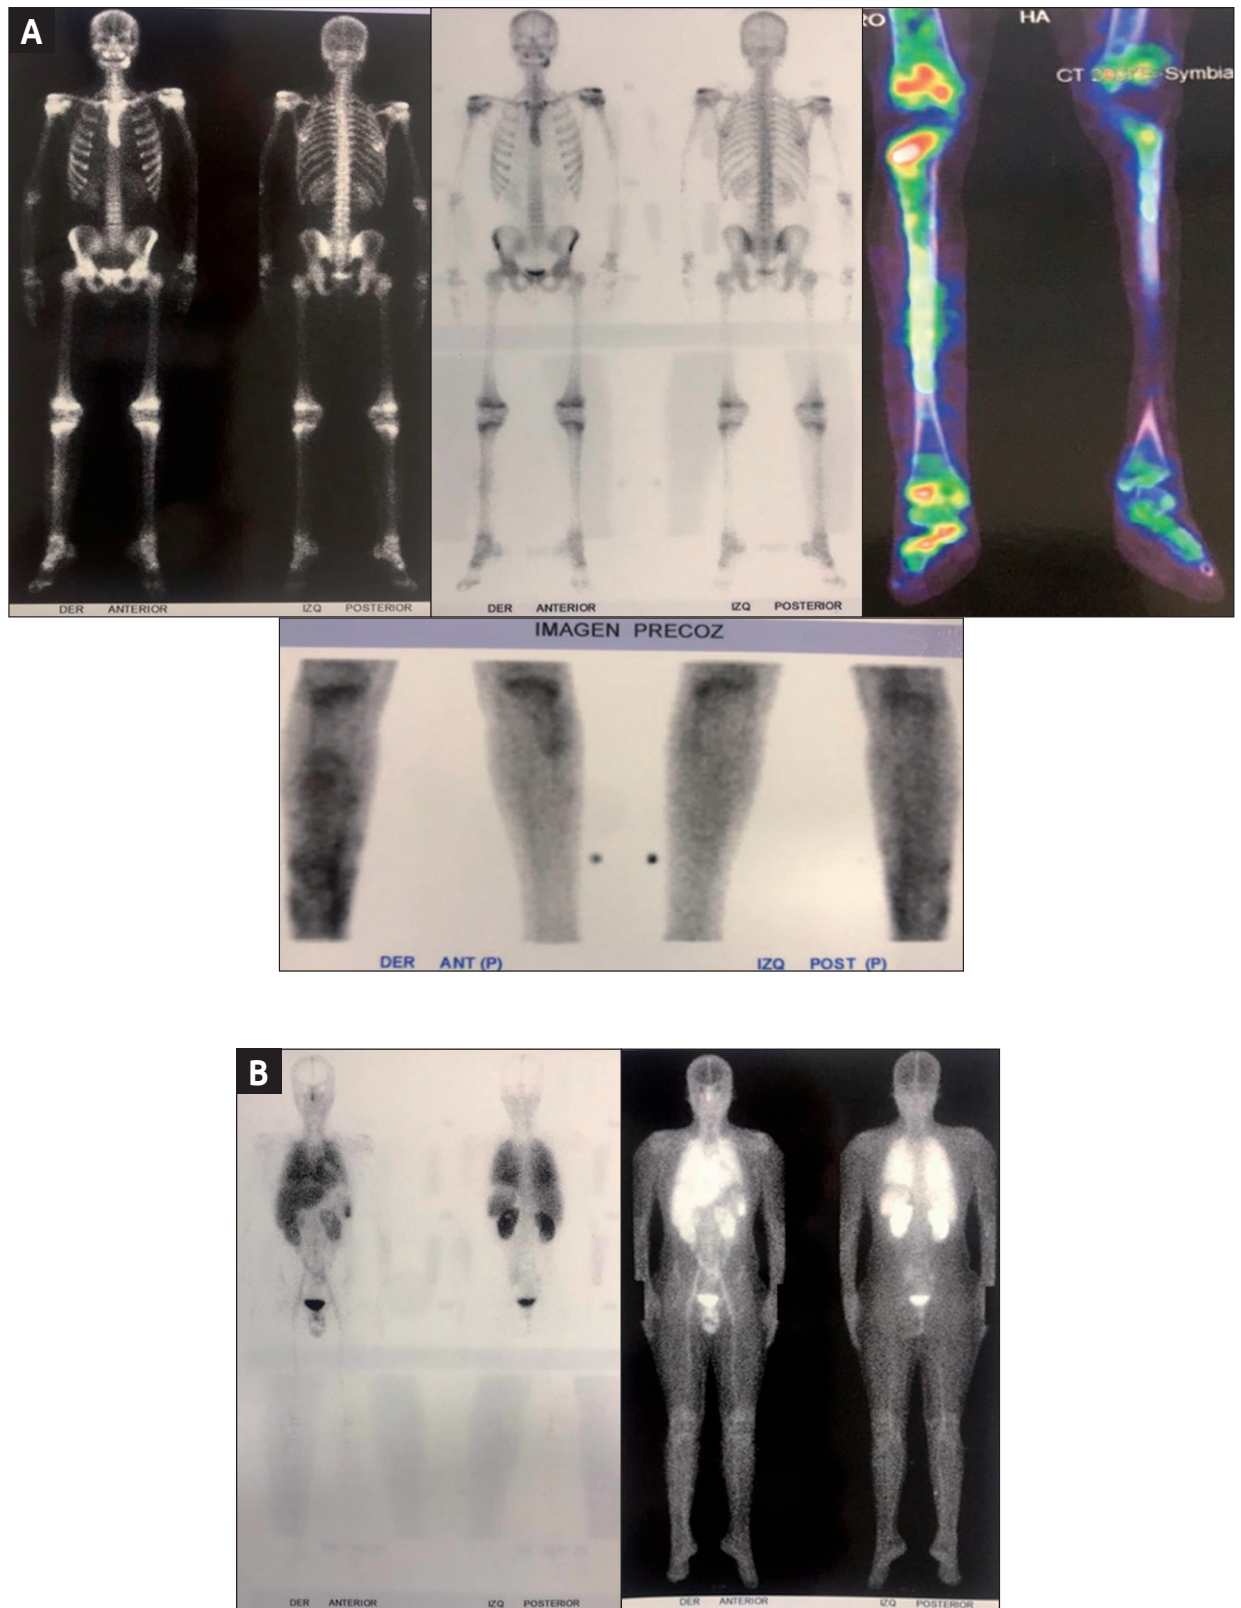 A
DER ANTERIOR
IZQ POSTERIOR
DER ANTERIOR
IZQ POSTERIOR
RO
HA
CT Symbia
IMAGEN PRECOZ
DER ANT (P)
IZQ POST (P)
B
DER ANTERIOR
IZQ POSTERIOR
DER ANTERIOR
IZQ POSTERIOR